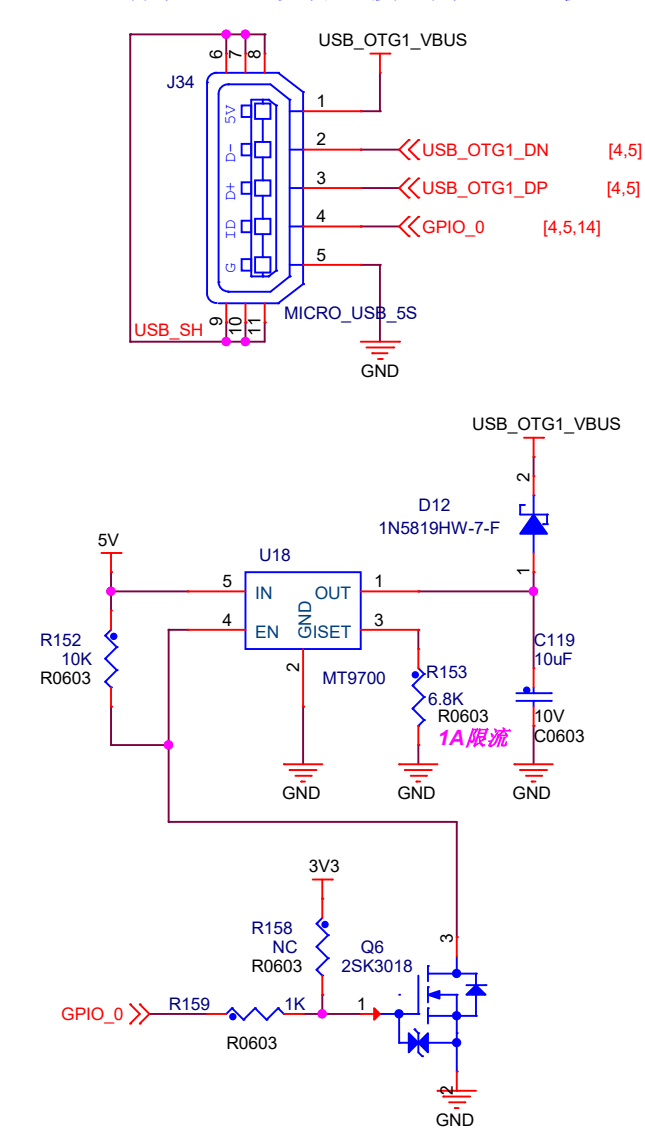 USB_OTG1_VBUS
6
7
8
J34
5V
1
D-
2
USB_OTG1_DN [4,5]
D+
3
USB_OTG1_DP [4,5]
ID
4
GPIO_0 [4,5,14]
G
5
MICRO_USB_5S
USB_SH
9
10
11
GND
USB_OTG1_VBUS
2
D12
1N5819HW-7-F
1
5V
U18
5
IN
OUT
1
4
EN
GND
ISET
3
2
MT9700
R152
10K
R0603
R153
6.8K
R0603
1A限流
C119
10uF
10V
C0603
GND
GND
GND
3V3
R158
NC
R0603
Q6
2SK3018
3
GPIO_0
R159
1K
R0603
1
2
GND